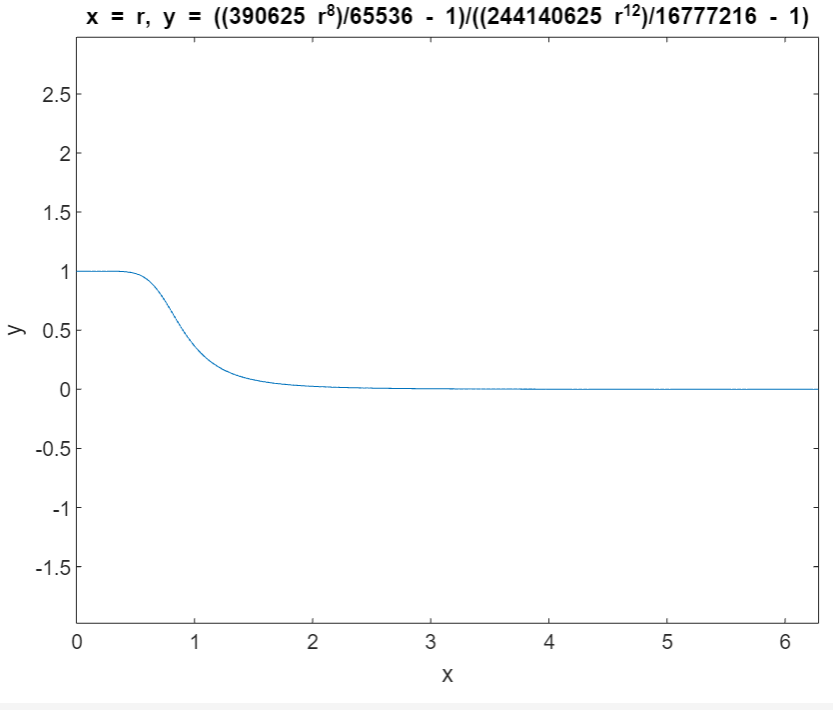 x = r, y = ((390625 r⁸)/65536 - 1)/((244140625 r¹²)/16777216 - 1)
2.5
2
1.5
1
0.5
0
-0.5
-1
-1.5
y
0 1 2 3 4 5 6
x